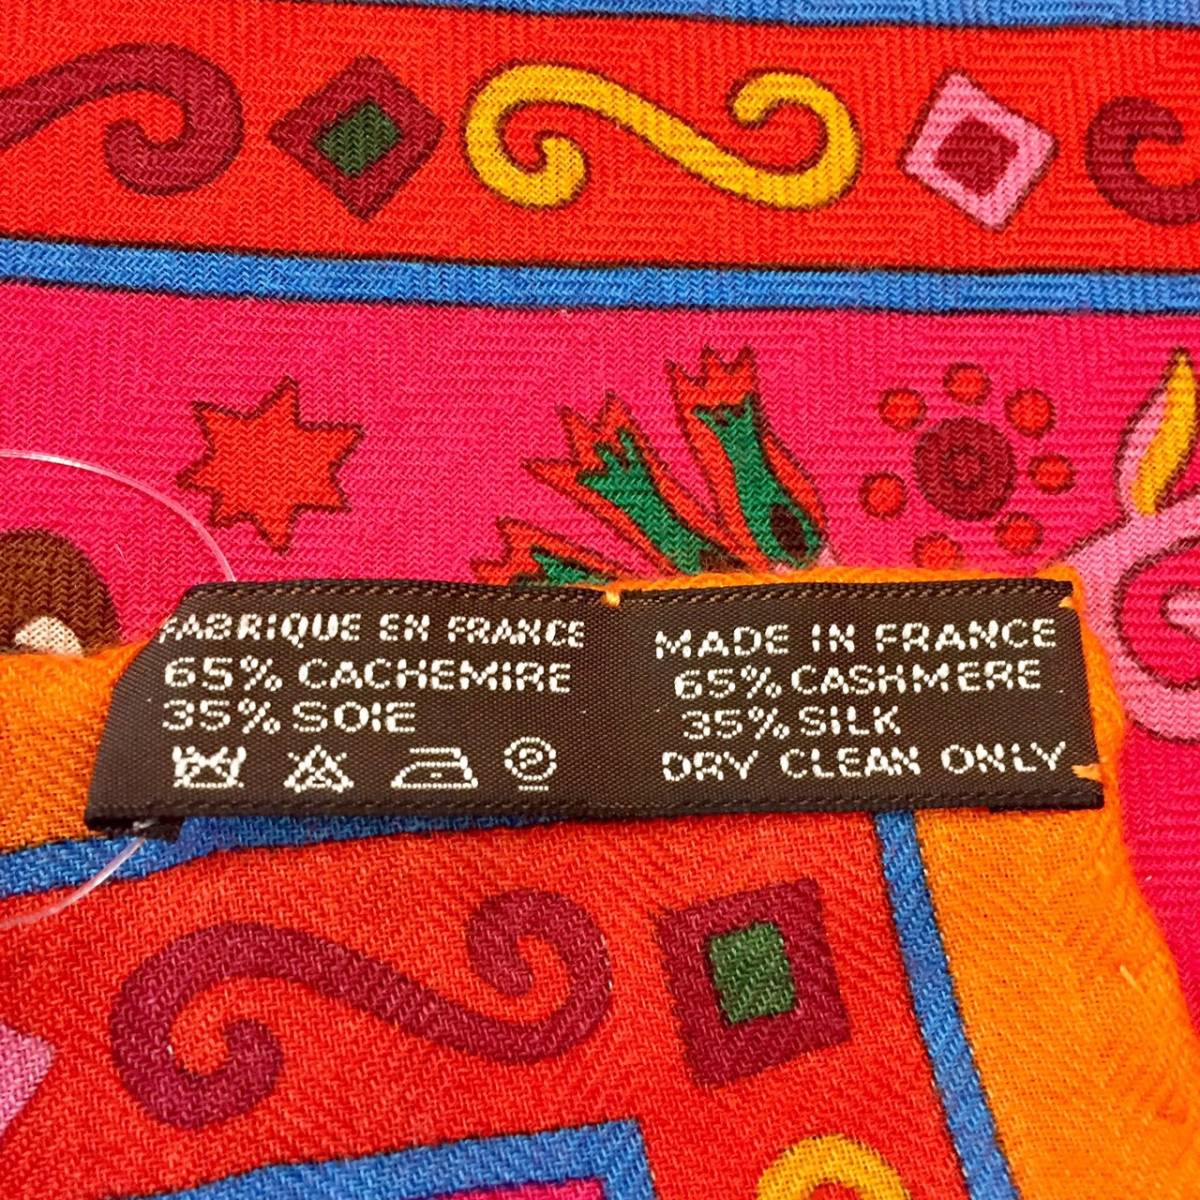 FABRIQUE EN FRANCE
65% CACHEMIRE
35% SOIE
P
MADE IN FRANCE
65% CASHMERE
35% SILK
DRY CLEAN ONLY